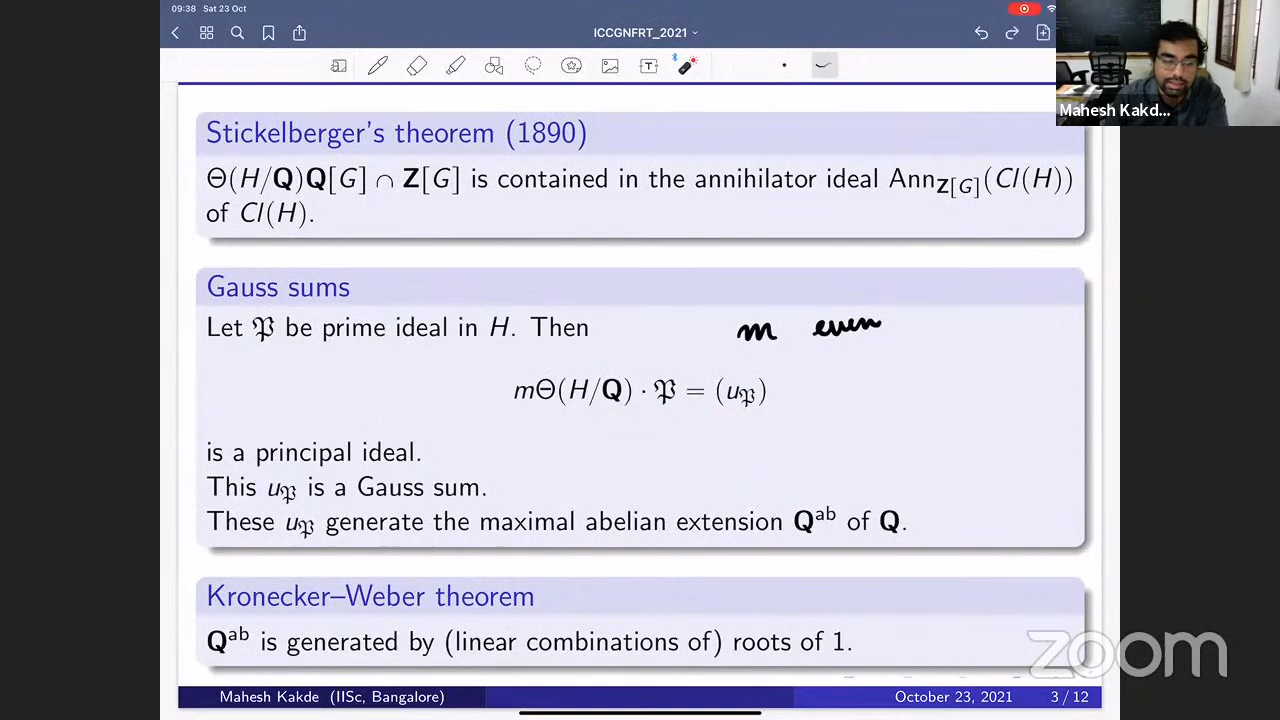 09:38 Sat 23 Oct
ICCGNFRT_2021
Mahesh Kakd...
Stickelberger's theorem (1890)
Θ(H/Q)Q[G] ∩ Z[G] is contained in the annihilator ideal Ann_{Z[G]}(Cl(H))
of Cl(H).
Gauss sums
Let 𝔓 be prime ideal in H. Then
m even
mΘ(H/Q) · 𝔓 = (u_𝔓)
is a principal ideal.
This u_𝔓 is a Gauss sum.
These u_𝔓 generate the maximal abelian extension Q^{ab} of Q.
Kronecker–Weber theorem
Q^{ab} is generated by (linear combinations of) roots of 1.
zoom
Mahesh Kakde (IISc, Bangalore) October 23, 2021 3 / 12